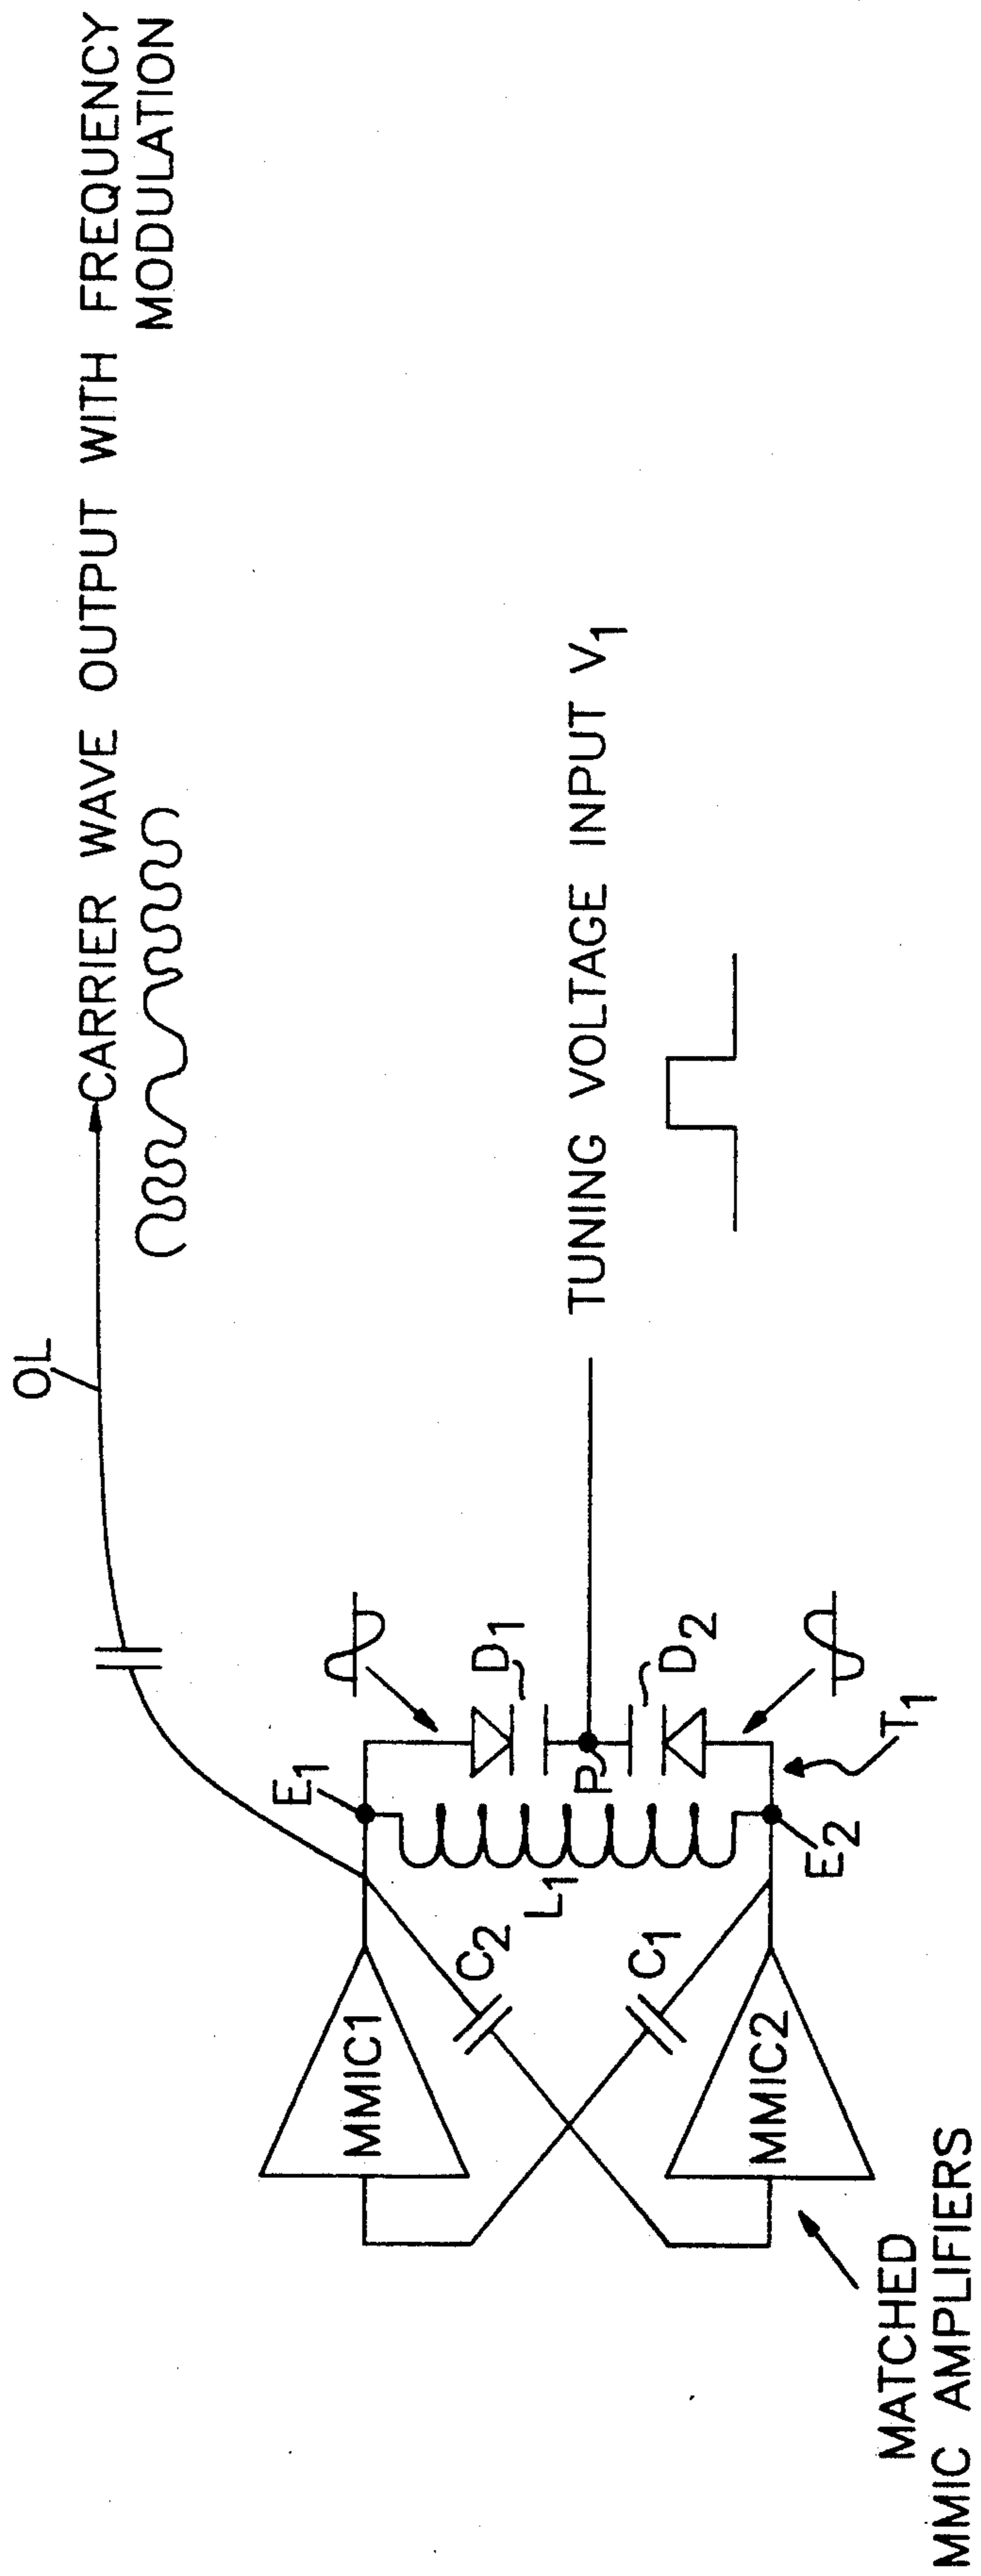 OL
CARRIER WAVE OUTPUT WITH FREQUENCY
MODULATION
E1
D1
MMIC1
C2
L1
P
TUNING VOLTAGE INPUT V1
C1
D2
MMIC2
E2
T1
MATCHED
MMIC AMPLIFIERS